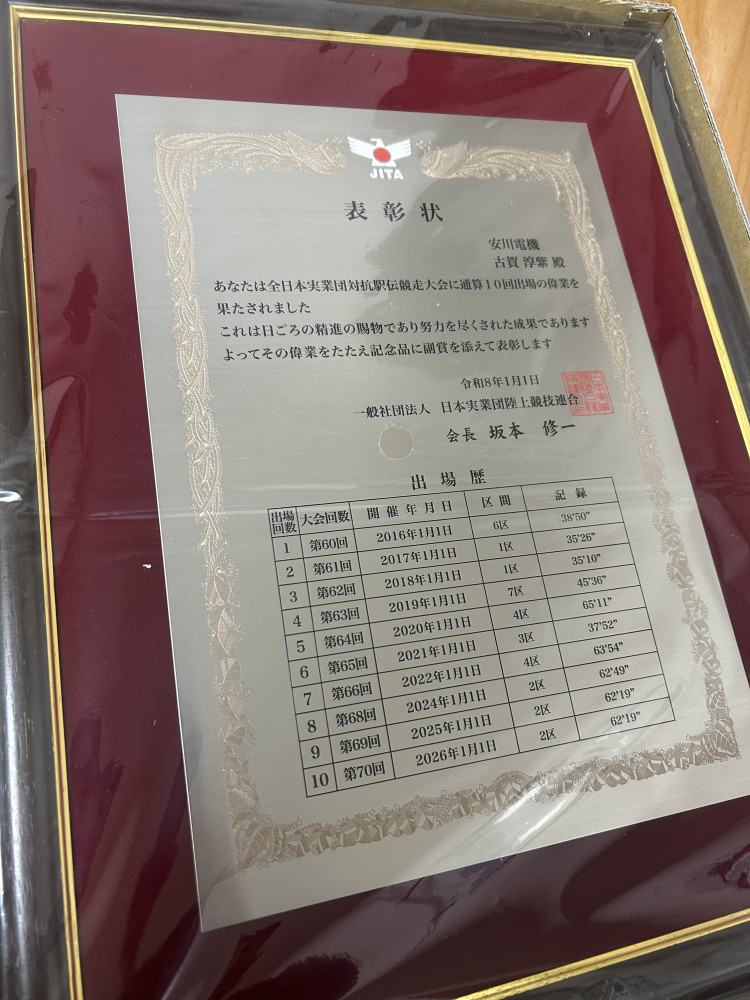 JITA
表彰状
安川電機
古賀 淳紫 殿
あなたは全日本実業団対抗駅伝競走大会に通算10回出場の偉業を
果たされました
これは日ごろの精進の賜物であり努力を尽くされた成果であります
よってその偉業をたたえ記念品に副賞を添えて表彰します
令和8年1月1日
一般社団法人 日本実業団陸上競技連合
会長 坂本 修一
出場歴
出場回数 大会回数 開催年月日 区間 記録
1 第60回 2016年1月1日 6区 38'50"
2 第61回 2017年1月1日 1区 35'26"
3 第62回 2018年1月1日 1区 35'10"
4 第63回 2019年1月1日 7区 45'36"
5 第64回 2020年1月1日 4区 65'11"
6 第65回 2021年1月1日 3区 37'52"
7 第66回 2022年1月1日 4区 63'54"
8 第68回 2024年1月1日 2区 62'49"
9 第69回 2025年1月1日 2区 62'19"
10 第70回 2026年1月1日 2区 62'19"